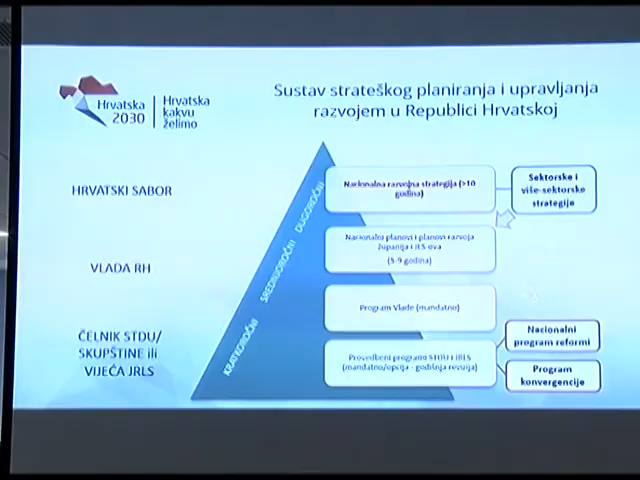 Hrvatska
2030
Hrvatska
kakvu
želimo
Sustav strateškog planiranja i upravljanja
razvojem u Republici Hrvatskoj
HRVATSKI SABOR
VLADA RH
ČELNIK STDU/
SKUPŠTINE ili
VIJEĆA JRLS
DUGOROČNI
SREDNJOROČNI
KRATKOROČNI
Nacionalna razvojna strategija (>10
godina)
Sektorske i
više-sektorske
strategije
Nacionalni planovi i planovi razvoja
županija i
(5-9 godina)
Program Vlade (mandatno)
Provedbeni programi STDU i JRLS
(mandatno/opcija - godišnja revizija)
Nacionalni
program reformi
Program
konvergencije